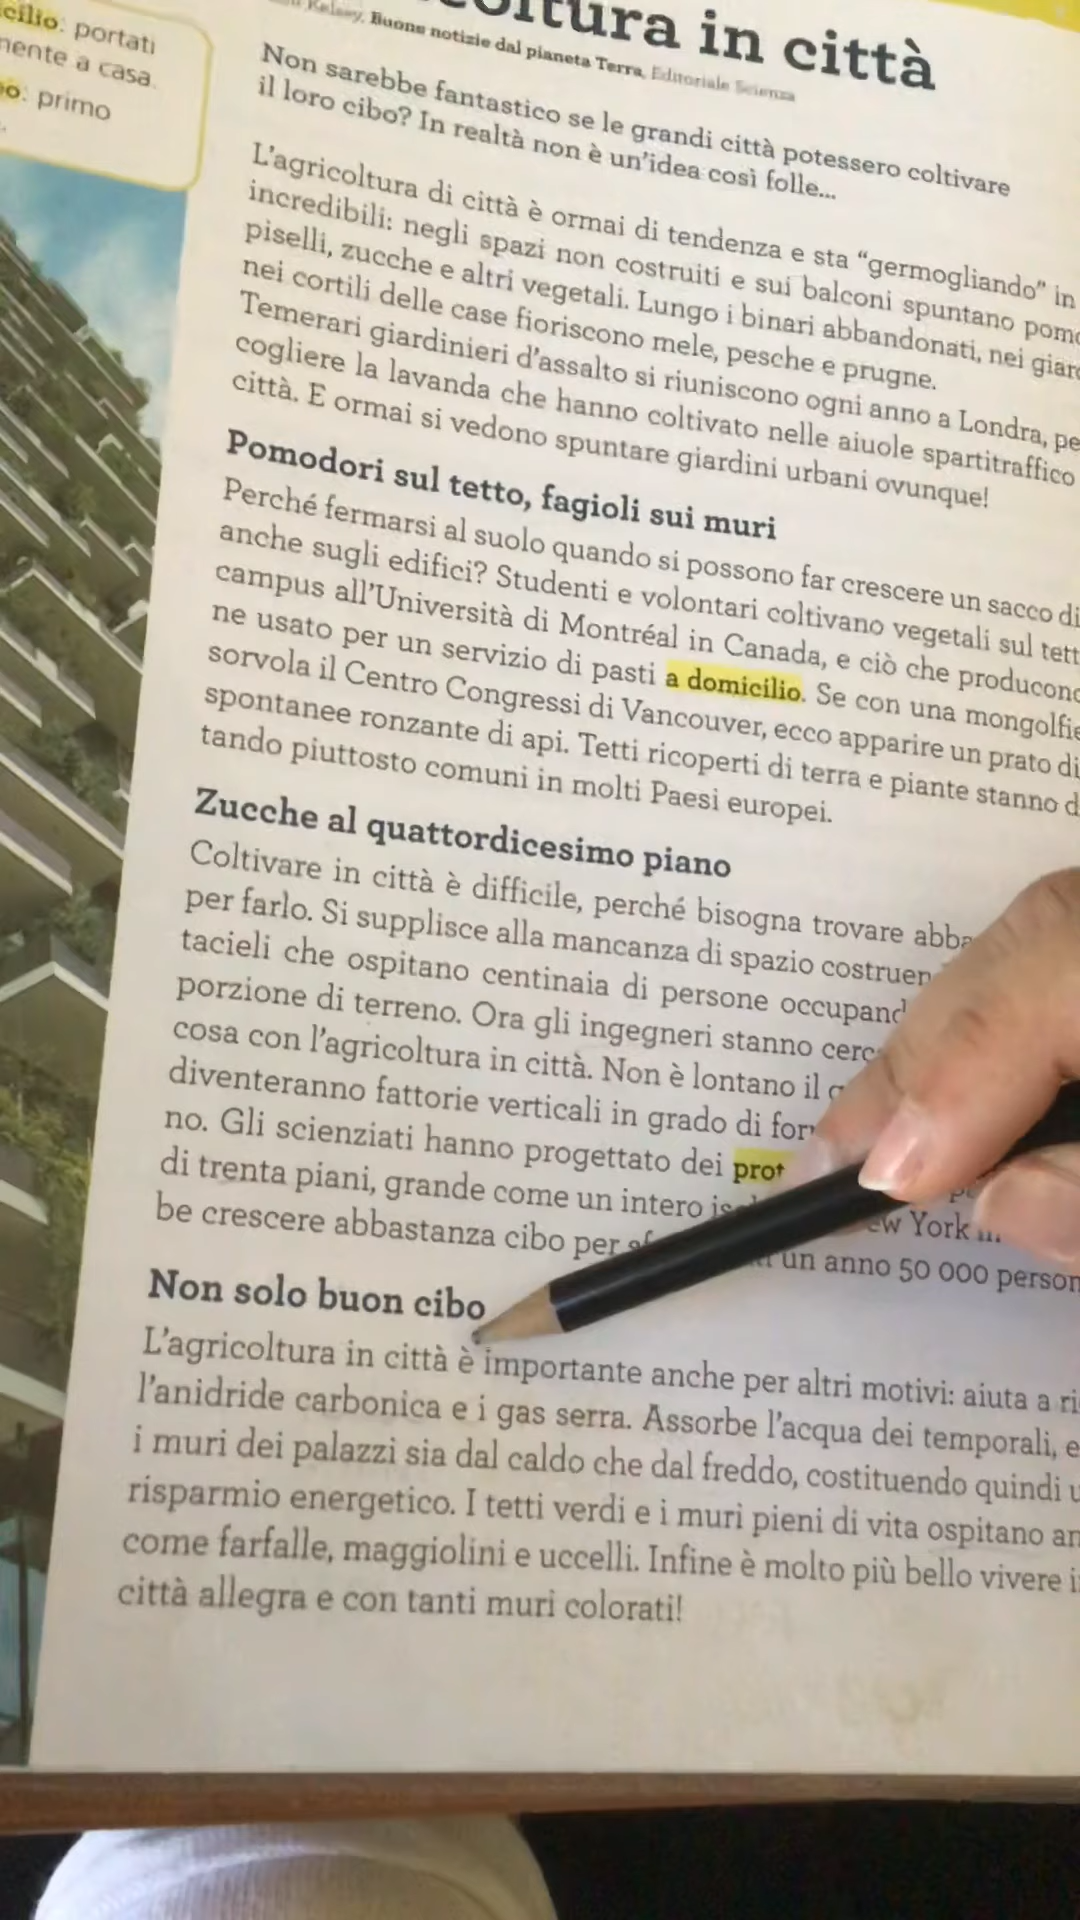 cilio: portati
mente a casa.
o: primo
coltura in città
Kelsey, Buone notizie dal pianeta Terra, Editoriale Scienza
Non sarebbe fantastico se le grandi città potessero coltivare
il loro cibo? In realtà non è un'idea così folle...
L'agricoltura di città è ormai di tendenza e sta “germogliando” in
incredibili: negli spazi non costruiti e sui balconi spuntano pomo
piselli, zucche e altri vegetali. Lungo i binari abbandonati, nei giard
nei cortili delle case fioriscono mele, pesche e prugne.
Temerari giardinieri d'assalto si riuniscono ogni anno a Londra, pe
cogliere la lavanda che hanno coltivato nelle aiuole spartitraffico
città. E ormai si vedono spuntare giardini urbani ovunque!
Pomodori sul tetto, fagioli sui muri
Perché fermarsi al suolo quando si possono far crescere un sacco di
anche sugli edifici? Studenti e volontari coltivano vegetali sul tett
campus all'Università di Montréal in Canada, e ciò che producono
ne usato per un servizio di pasti a domicilio. Se con una mongolfie
sorvola il Centro Congressi di Vancouver, ecco apparire un prato di
spontanee ronzante di api. Tetti ricoperti di terra e piante stanno d
tando piuttosto comuni in molti Paesi europei.
Zucche al quattordicesimo piano
Coltivare in città è difficile, perché bisogna trovare abba
per farlo. Si supplisce alla mancanza di spazio costruen
tacieli che ospitano centinaia di persone occupand
porzione di terreno. Ora gli ingegneri stanno cerc
cosa con l'agricoltura in città. Non è lontano il g
diventeranno fattorie verticali in grado di for
no. Gli scienziati hanno progettato dei prot
di trenta piani, grande come un intero is ew York in
be crescere abbastanza cibo per sf un anno 50 000 person
Non solo buon cibo
L'agricoltura in città è importante anche per altri motivi: aiuta a ri
l'anidride carbonica e i gas serra. Assorbe l'acqua dei temporali, e
i muri dei palazzi sia dal caldo che dal freddo, costituendo quindi u
risparmio energetico. I tetti verdi e i muri pieni di vita ospitano an
come farfalle, maggiolini e uccelli. Infine è molto più bello vivere i
città allegra e con tanti muri colorati!